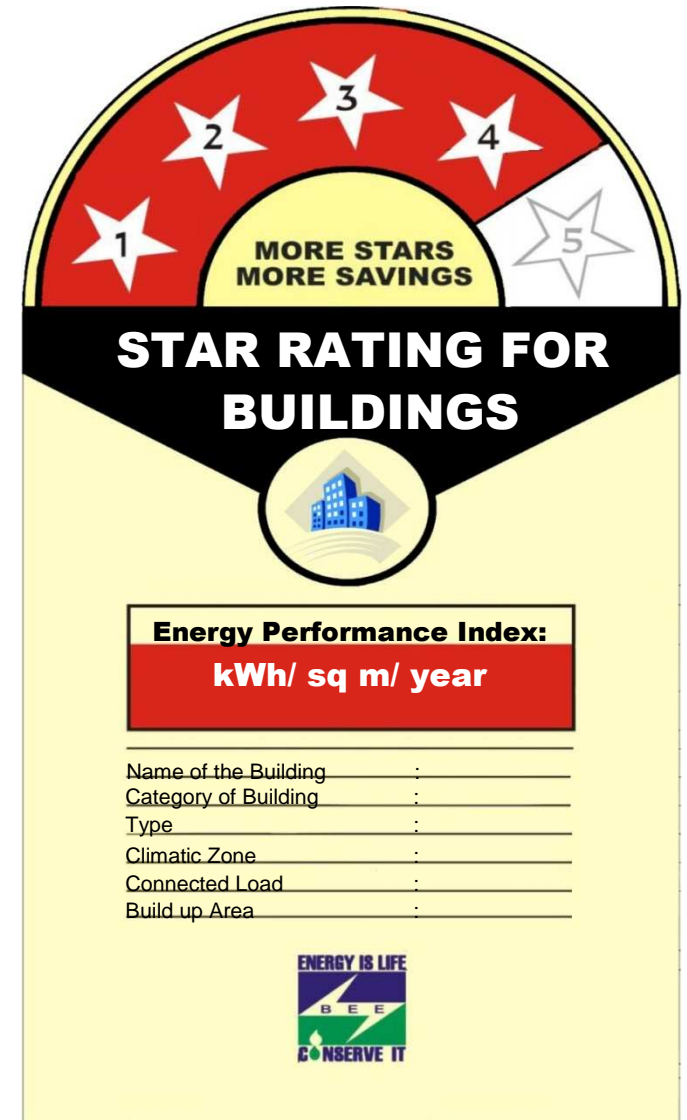 1
2
3
4
5
MORE STARS
MORE SAVINGS
STAR RATING FOR
BUILDINGS
Energy Performance Index:
kWh/ sq m/ year
Name of the Building :
Category of Building :
Type :
Climatic Zone :
Connected Load :
Build up Area :
ENERGY IS LIFE
BEE
CONSERVE IT